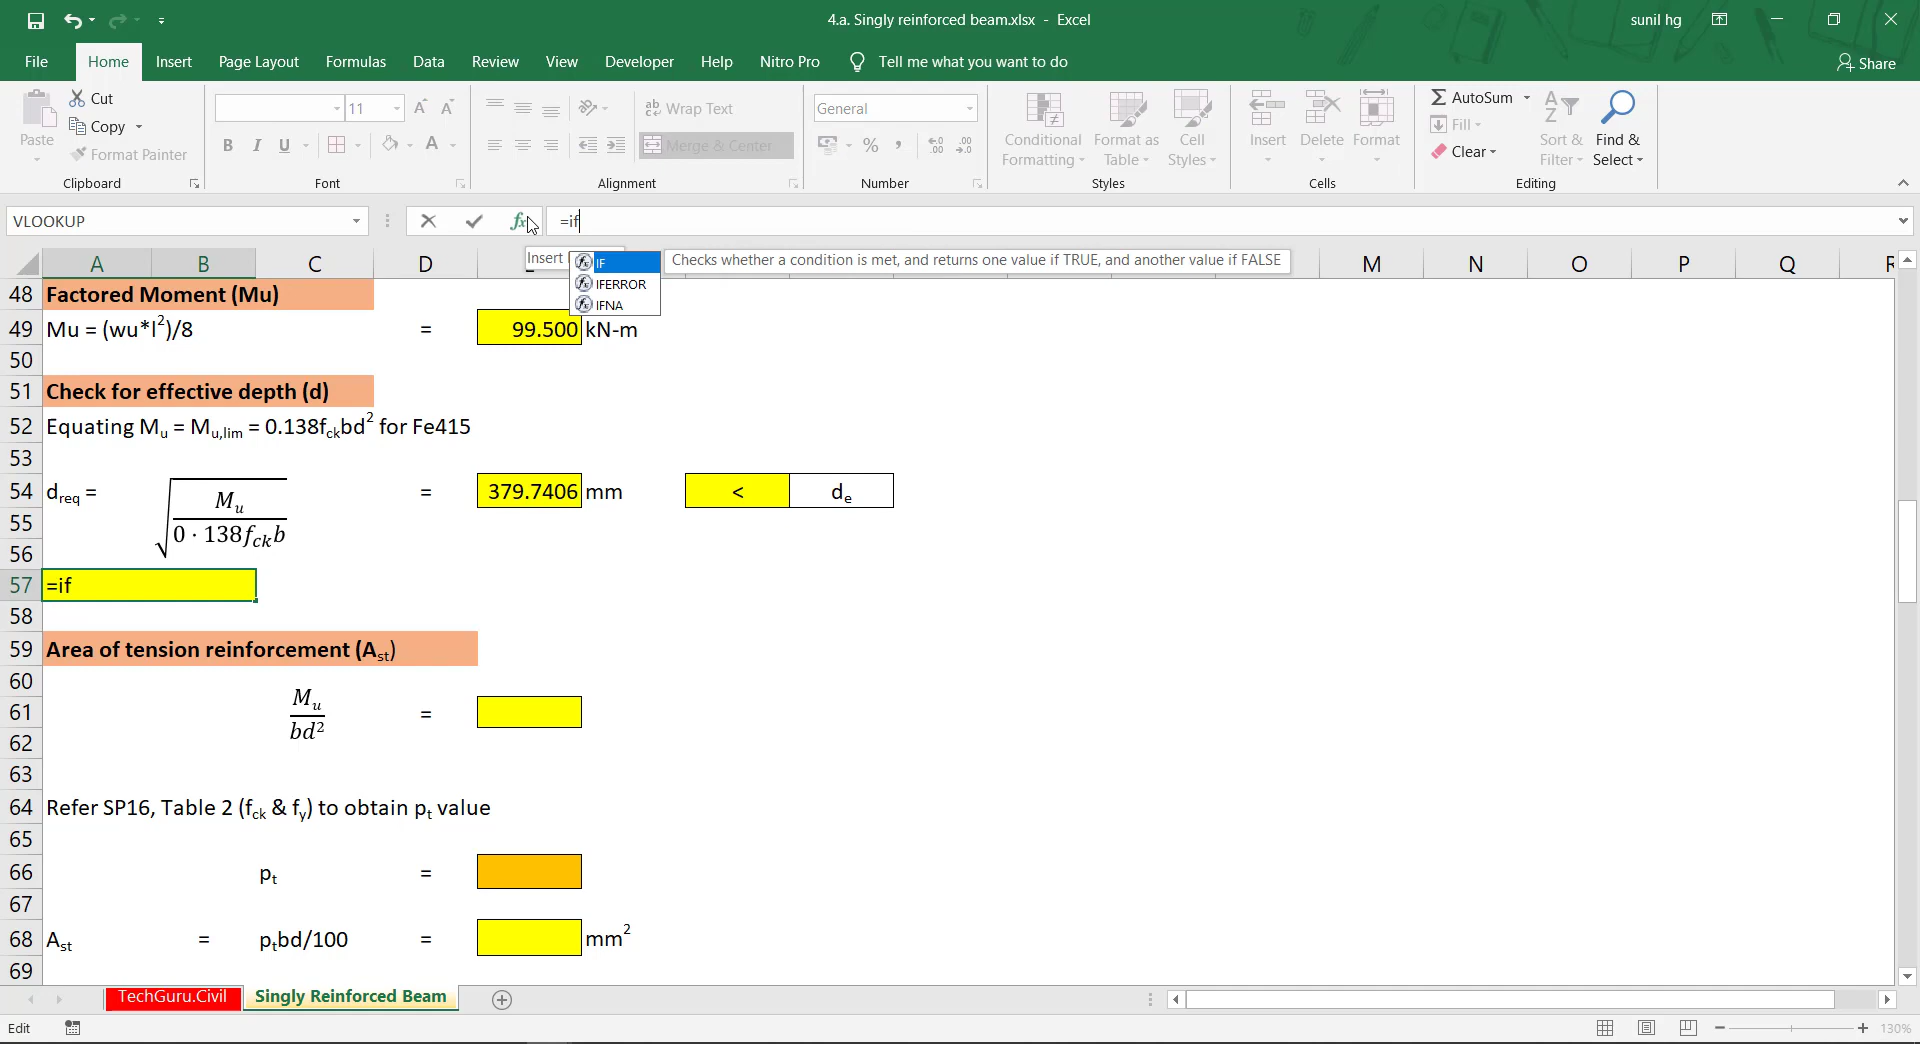 4.a. Singly reinforced beam.xlsx - Excel
sunil hg
File Home Insert Page Layout Formulas Data Review View Developer Help Nitro Pro Tell me what you want to do
Share
Paste
Cut
Copy
Format Painter
Clipboard
11
B I U
Font
Wrap Text
Merge & Center
Alignment
General
% ,
Number
Conditional Formatting
Format as Table
Cell Styles
Styles
Insert Delete Format
Cells
AutoSum
Fill
Clear
Sort & Filter
Find & Select
Editing
VLOOKUP
fx
=if
Insert
IF
IFERROR
IFNA
Checks whether a condition is met, and returns one value if TRUE, and another value if FALSE
A B C D M N O P Q R
48 Factored Moment (Mu)
49 Mu = (wu*l²)/8 = 99.500 kN-m
50
51 Check for effective depth (d)
52 Equating Mu = Mu,lim = 0.138fckbd² for Fe415
53
54 dreq = √(Mu / 0·138fckb) = 379.7406 mm < de
55
56
57 =if
58
59 Area of tension reinforcement (Ast)
60
61 Mu / bd² =
62
63
64 Refer SP16, Table 2 (fck & fy) to obtain pt value
65
66 pt =
67
68 Ast = ptbd/100 = mm²
69
TechGuru.Civil Singly Reinforced Beam
Edit
130%